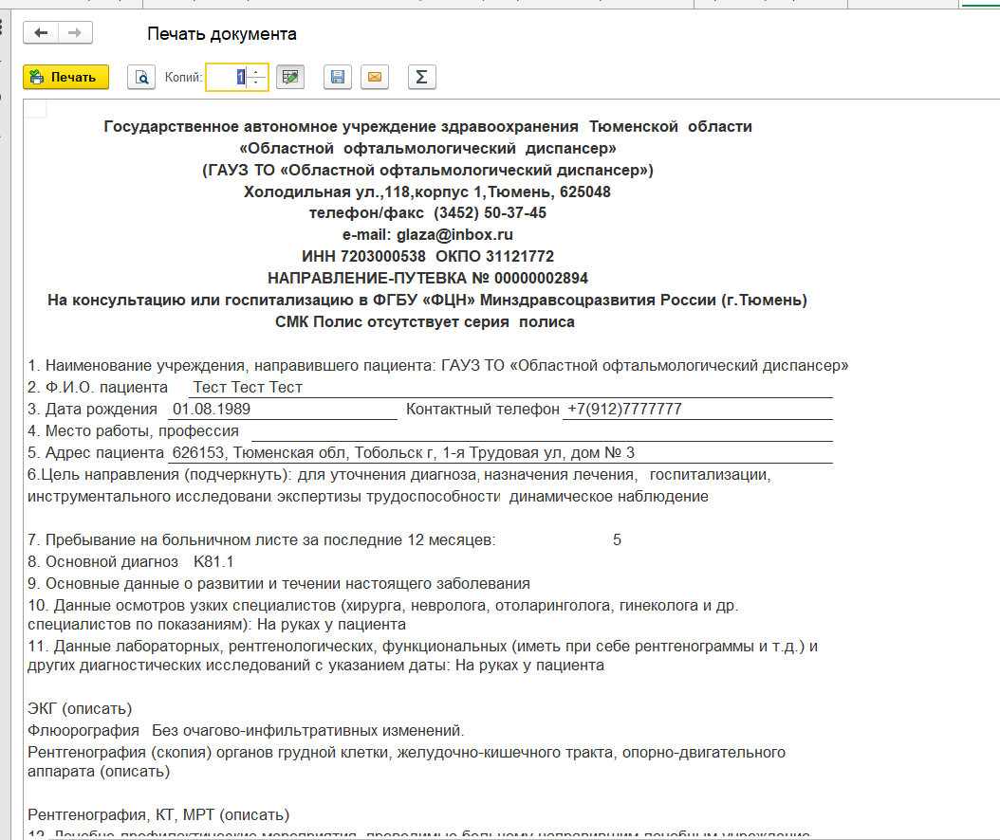 Печать документа
Печать Копий: 1 Σ
Государственное автономное учреждение здравоохранения Тюменской области
«Областной офтальмологический диспансер»
(ГАУЗ ТО «Областной офтальмологический диспансер»)
Холодильная ул.,118,корпус 1,Тюмень, 625048
телефон/факс (3452) 50-37-45
e-mail: glaza@inbox.ru
ИНН 7203000538 ОКПО 31121772
НАПРАВЛЕНИЕ-ПУТЕВКА № 00000002894
На консультацию или госпитализацию в ФГБУ «ФЦН» Минздравсоцразвития России (г.Тюмень)
СМК Полис отсутствует серия полиса
1. Наименование учреждения, направившего пациента: ГАУЗ ТО «Областной офтальмологический диспансер»
2. Ф.И.О. пациента Тест Тест Тест
3. Дата рождения 01.08.1989 Контактный телефон +7(912)7777777
4. Место работы, профессия
5. Адрес пациента 626153, Тюменская обл, Тобольск г, 1-я Трудовая ул, дом № 3
6.Цель направления (подчеркнуть): для уточнения диагноза, назначения лечения, госпитализации,
инструментального исследовани экспертизы трудоспособности динамическое наблюдение
7. Пребывание на больничном листе за последние 12 месяцев: 5
8. Основной диагноз K81.1
9. Основные данные о развитии и течении настоящего заболевания
10. Данные осмотров узких специалистов (хирурга, невролога, отоларинголога, гинеколога и др.
специалистов по показаниям): На руках у пациента
11. Данные лабораторных, рентгенологических, функциональных (иметь при себе рентгенограммы и т.д.) и
других диагностических исследований с указанием даты: На руках у пациента
ЭКГ (описать)
Флюорография Без очагово-инфильтративных изменений.
Рентгенография (скопия) органов грудной клетки, желудочно-кишечного тракта, опорно-двигательного
аппарата (описать)
Рентгенография, КТ, МРТ (описать)
12. Лечебно-профилактические мероприятия, проводимые больному направившим лечебным учреждение